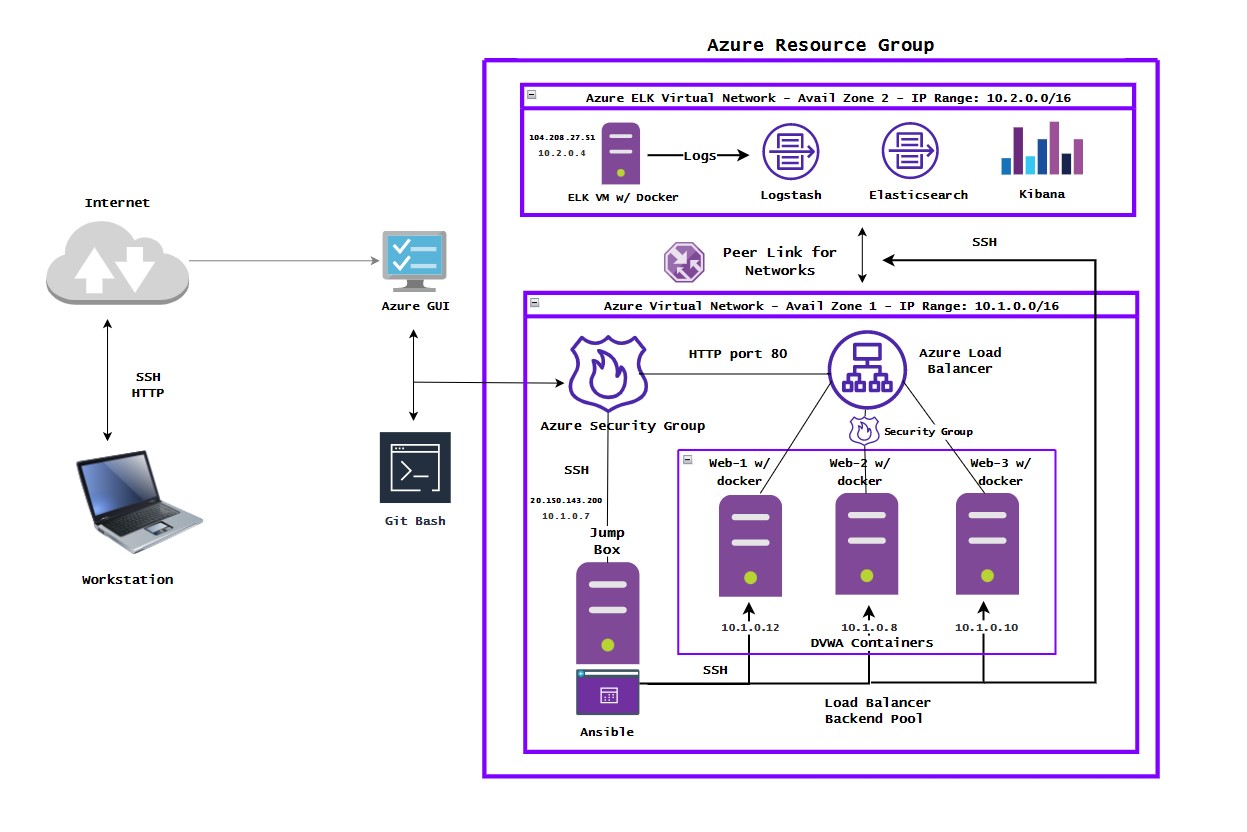 Azure Resource Group
Azure ELK Virtual Network - Avail Zone 2 - IP Range: 10.2.0.0/16
104.208.27.51
10.2.0.4
Logs
ELK VM w/ Docker
Logstash
Elasticsearch
Kibana
Internet
Azure GUI
SSH
HTTP
Workstation
Git Bash
Peer Link for
Networks
SSH
Azure Virtual Network - Avail Zone 1 - IP Range: 10.1.0.0/16
HTTP port 80
Azure Load
Balancer
Azure Security Group
Security Group
SSH
20.150.143.200
10.1.0.7
Jump
Box
Web-1 w/
docker
Web-2 w/
docker
Web-3 w/
docker
10.1.0.12
10.1.0.8
10.1.0.10
DVWA Containers
SSH
Load Balancer
Backend Pool
Ansible